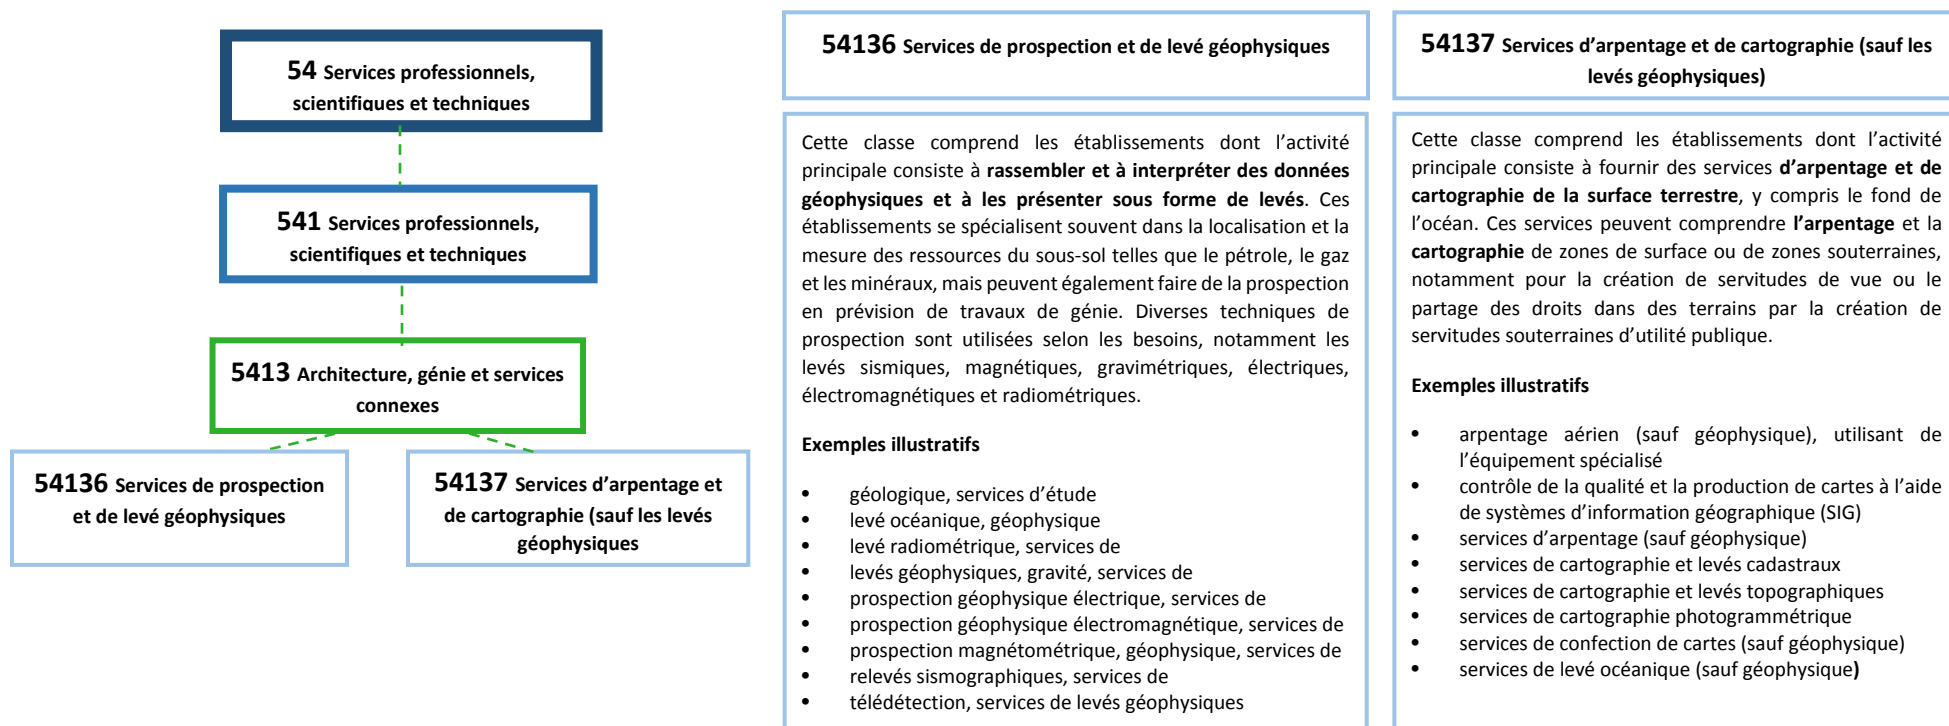 54 Services professionnels,
scientifiques et techniques
541 Services professionnels,
scientifiques et techniques
5413 Architecture, génie et services
connexes
54136 Services de prospection
et de levé géophysiques
54137 Services d’arpentage et
de cartographie (sauf les levés
géophysiques
54136 Services de prospection et de levé géophysiques
Cette classe comprend les établissements dont l’activité
principale consiste à rassembler et à interpréter des données
géophysiques et à les présenter sous forme de levés. Ces
établissements se spécialisent souvent dans la localisation et la
mesure des ressources du sous-sol telles que le pétrole, le gaz
et les minéraux, mais peuvent également faire de la prospection
en prévision de travaux de génie. Diverses techniques de
prospection sont utilisées selon les besoins, notamment les
levés sismiques, magnétiques, gravimétriques, électriques,
électromagnétiques et radiométriques.
Exemples illustratifs
• géologique, services d’étude
• levé océanique, géophysique
• levé radiométrique, services de
• levés géophysiques, gravité, services de
• prospection géophysique électrique, services de
• prospection géophysique électromagnétique, services de
• prospection magnétométrique, géophysique, services de
• relevés sismographiques, services de
• télédétection, services de levés géophysiques
54137 Services d’arpentage et de cartographie (sauf les
levés géophysiques)
Cette classe comprend les établissements dont l’activité
principale consiste à fournir des services d’arpentage et de
cartographie de la surface terrestre, y compris le fond de
l’océan. Ces services peuvent comprendre l’arpentage et la
cartographie de zones de surface ou de zones souterraines,
notamment pour la création de servitudes de vue ou le
partage des droits dans des terrains par la création de
servitudes souterraines d’utilité publique.
Exemples illustratifs
• arpentage aérien (sauf géophysique), utilisant de
l’équipement spécialisé
• contrôle de la qualité et la production de cartes à l’aide
de systèmes d’information géographique (SIG)
• services d’arpentage (sauf géophysique)
• services de cartographie et levés cadastraux
• services de cartographie et levés topographiques
• services de cartographie photogrammétrique
• services de confection de cartes (sauf géophysique)
• services de levé océanique (sauf géophysique)